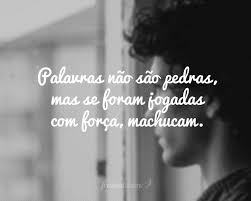 Palavras não são pedras,
mas se foram jogadas
com força, machucam.